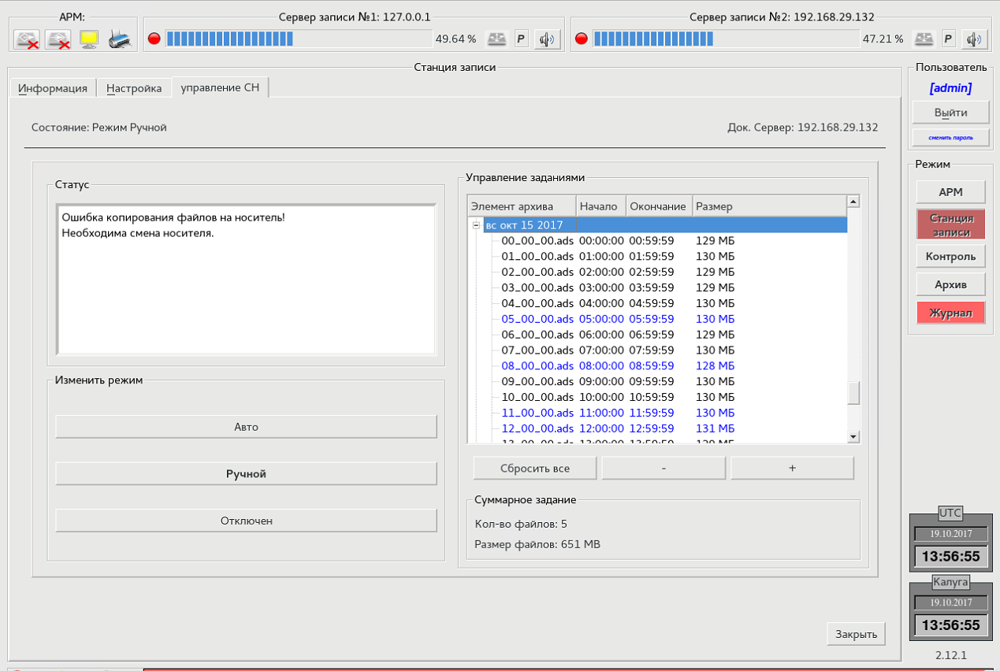 АРМ:
Сервер записи №1: 127.0.0.1
49.64 %
P
Сервер записи №2: 192.168.29.132
47.21 %
P
Станция записи
Информация
Настройка
управление СН
Состояние: Режим Ручной
Док. Сервер: 192.168.29.132
Статус
Ошибка копирования файлов на носитель!
Необходима смена носителя.
Изменить режим
Авто
Ручной
Отключен
Управление заданиями
Элемент архива Начало Окончание Размер
вс окт 15 2017
00_00_00.ads 00:00:00 00:59:59 129 МБ
01_00_00.ads 01:00:00 01:59:59 130 МБ
02_00_00.ads 02:00:00 02:59:59 129 МБ
03_00_00.ads 03:00:00 03:59:59 129 МБ
04_00_00.ads 04:00:00 04:59:59 130 МБ
05_00_00.ads 05:00:00 05:59:59 130 МБ
06_00_00.ads 06:00:00 06:59:59 129 МБ
07_00_00.ads 07:00:00 07:59:59 130 МБ
08_00_00.ads 08:00:00 08:59:59 128 МБ
09_00_00.ads 09:00:00 09:59:59 130 МБ
10_00_00.ads 10:00:00 10:59:59 130 МБ
11_00_00.ads 11:00:00 11:59:59 130 МБ
12_00_00.ads 12:00:00 12:59:59 131 МБ
Сбросить все
-
+
Суммарное задание
Кол-во файлов: 5
Размер файлов: 651 MB
Закрыть
Пользователь
[admin]
Выйти
сменить пароль
Режим
АРМ
Станция
записи
Контроль
Архив
Журнал
UTC
19.10.2017
13:56:55
Калуга
19.10.2017
13:56:55
2.12.1